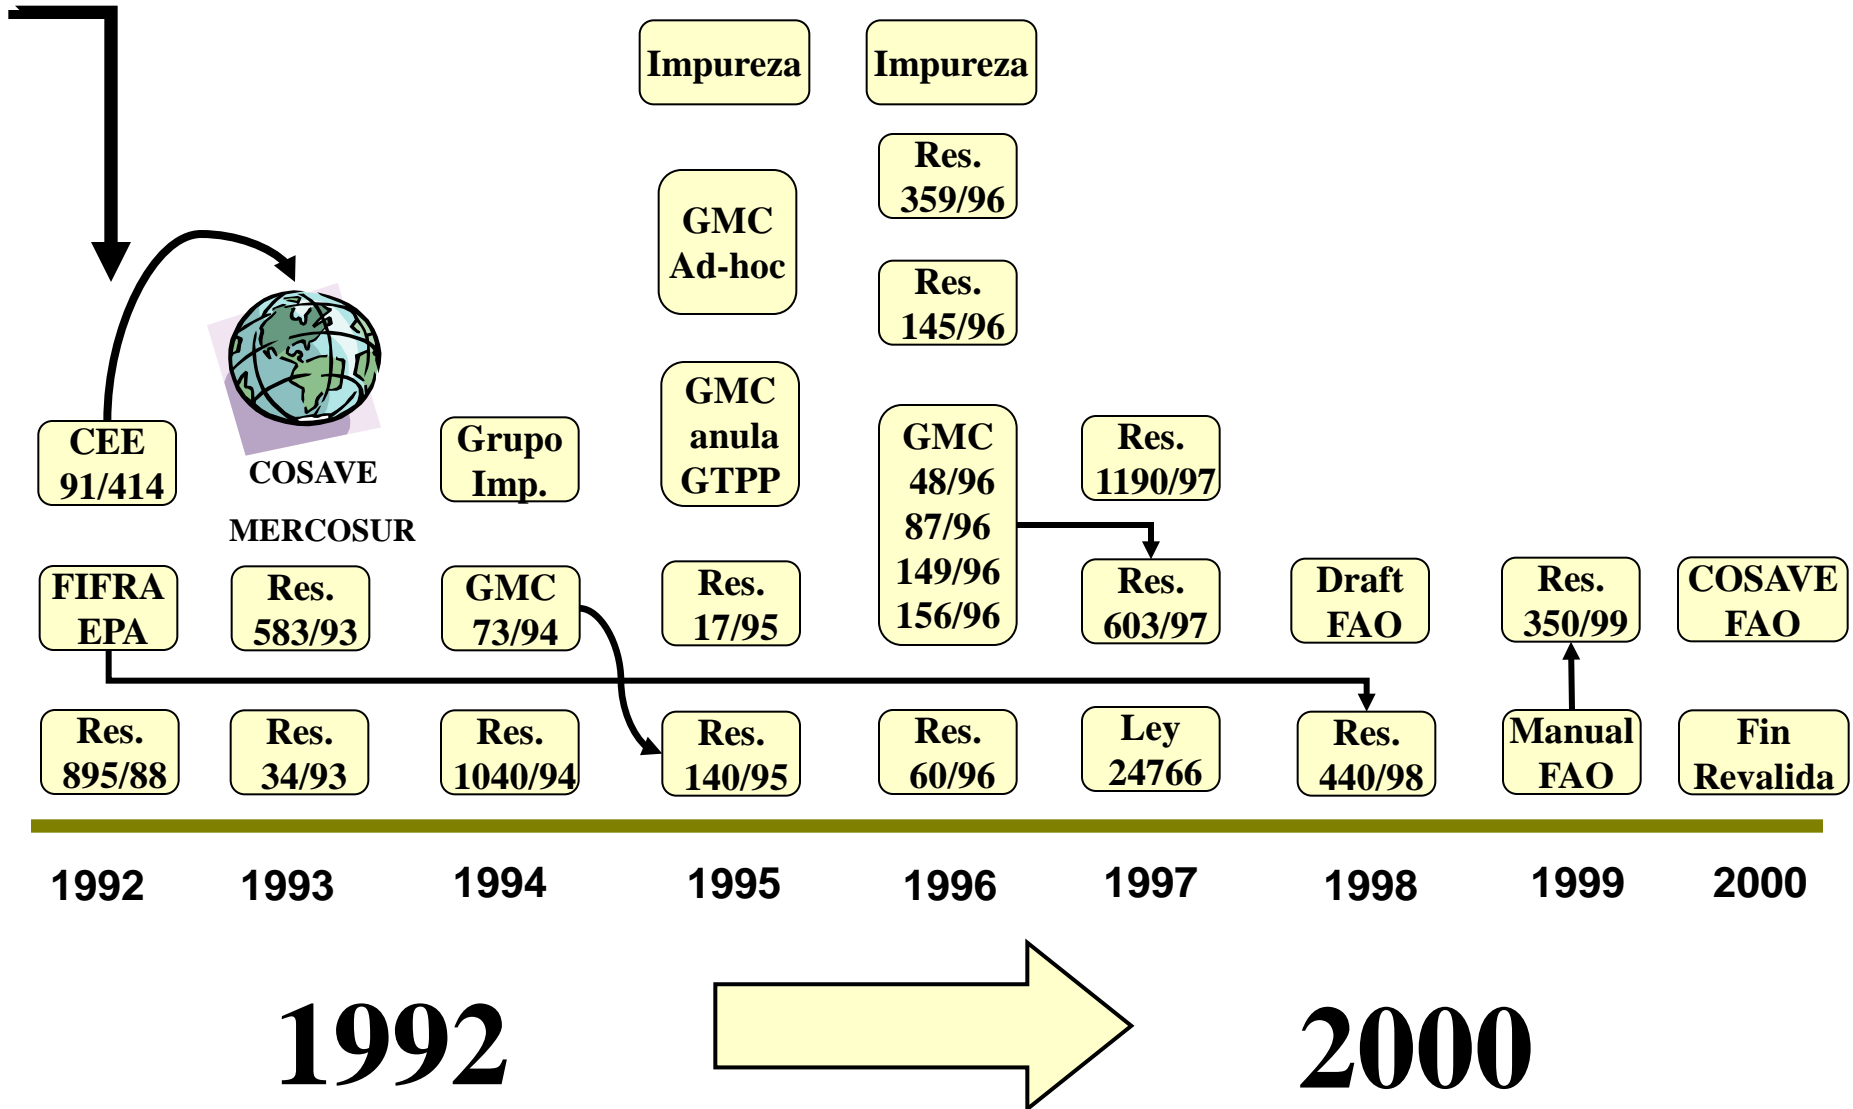 Impureza
Impureza
Res.
359/96
GMC
Ad-hoc
Res.
145/96
GMC
anula
GTPP
CEE
91/414
COSAVE
MERCOSUR
Grupo
Imp.
GMC
48/96
87/96
149/96
156/96
Res.
1190/97
FIFRA
EPA
Res.
583/93
GMC
73/94
Res.
17/95
Res.
603/97
Draft
FAO
Res.
350/99
COSAVE
FAO
Res.
895/88
Res.
34/93
Res.
1040/94
Res.
140/95
Res.
60/96
Ley
24766
Res.
440/98
Manual
FAO
Fin
Revalida
1992 1993 1994 1995 1996 1997 1998 1999 2000
1992 2000